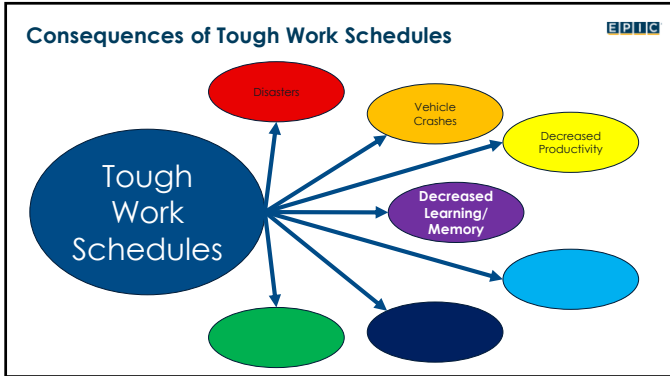 Consequences of Tough Work Schedules
EPIC
Disasters
Vehicle
Crashes
Decreased
Productivity
Tough
Work
Schedules
Decreased
Learning/
Memory